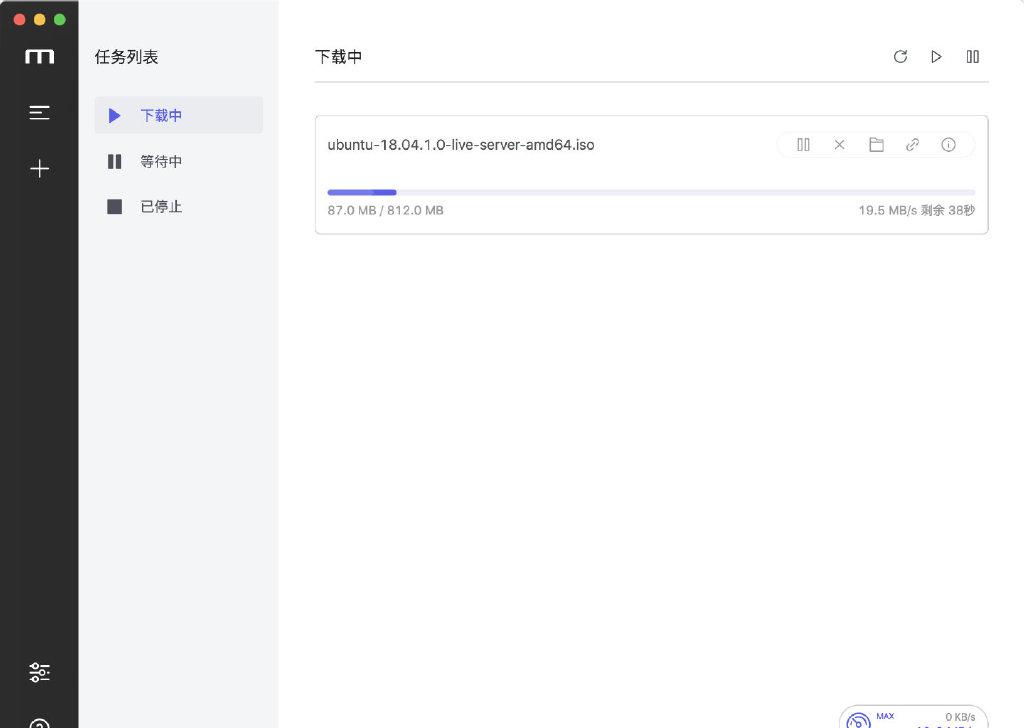 任务列表
下载中
等待中
已停止
下载中
ubuntu-18.04.1.0-live-server-amd64.iso
87.0 MB / 812.0 MB
19.5 MB/s 剩余 38秒
MAX
0 KB/s